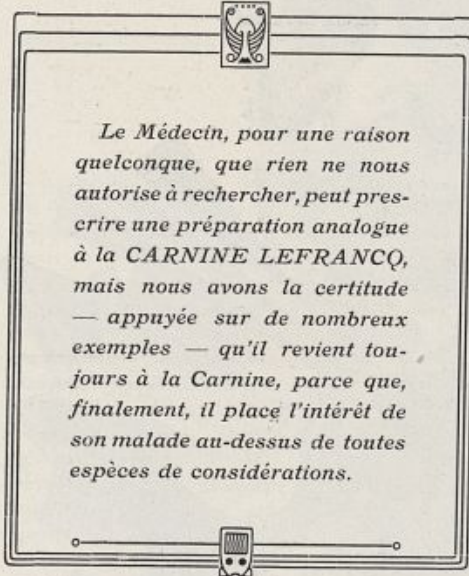 Le Médecin, pour une raison
quelconque, que rien ne nous
autorise à rechercher, peut pres-
crire une préparation analogue
à la CARNINE LEFRANCQ,
mais nous avons la certitude
— appuyée sur de nombreux
exemples — qu'il revient tou-
jours à la Carnine, parce que,
finalement, il place l'intérêt de
son malade au-dessus de toutes
espèces de considérations.